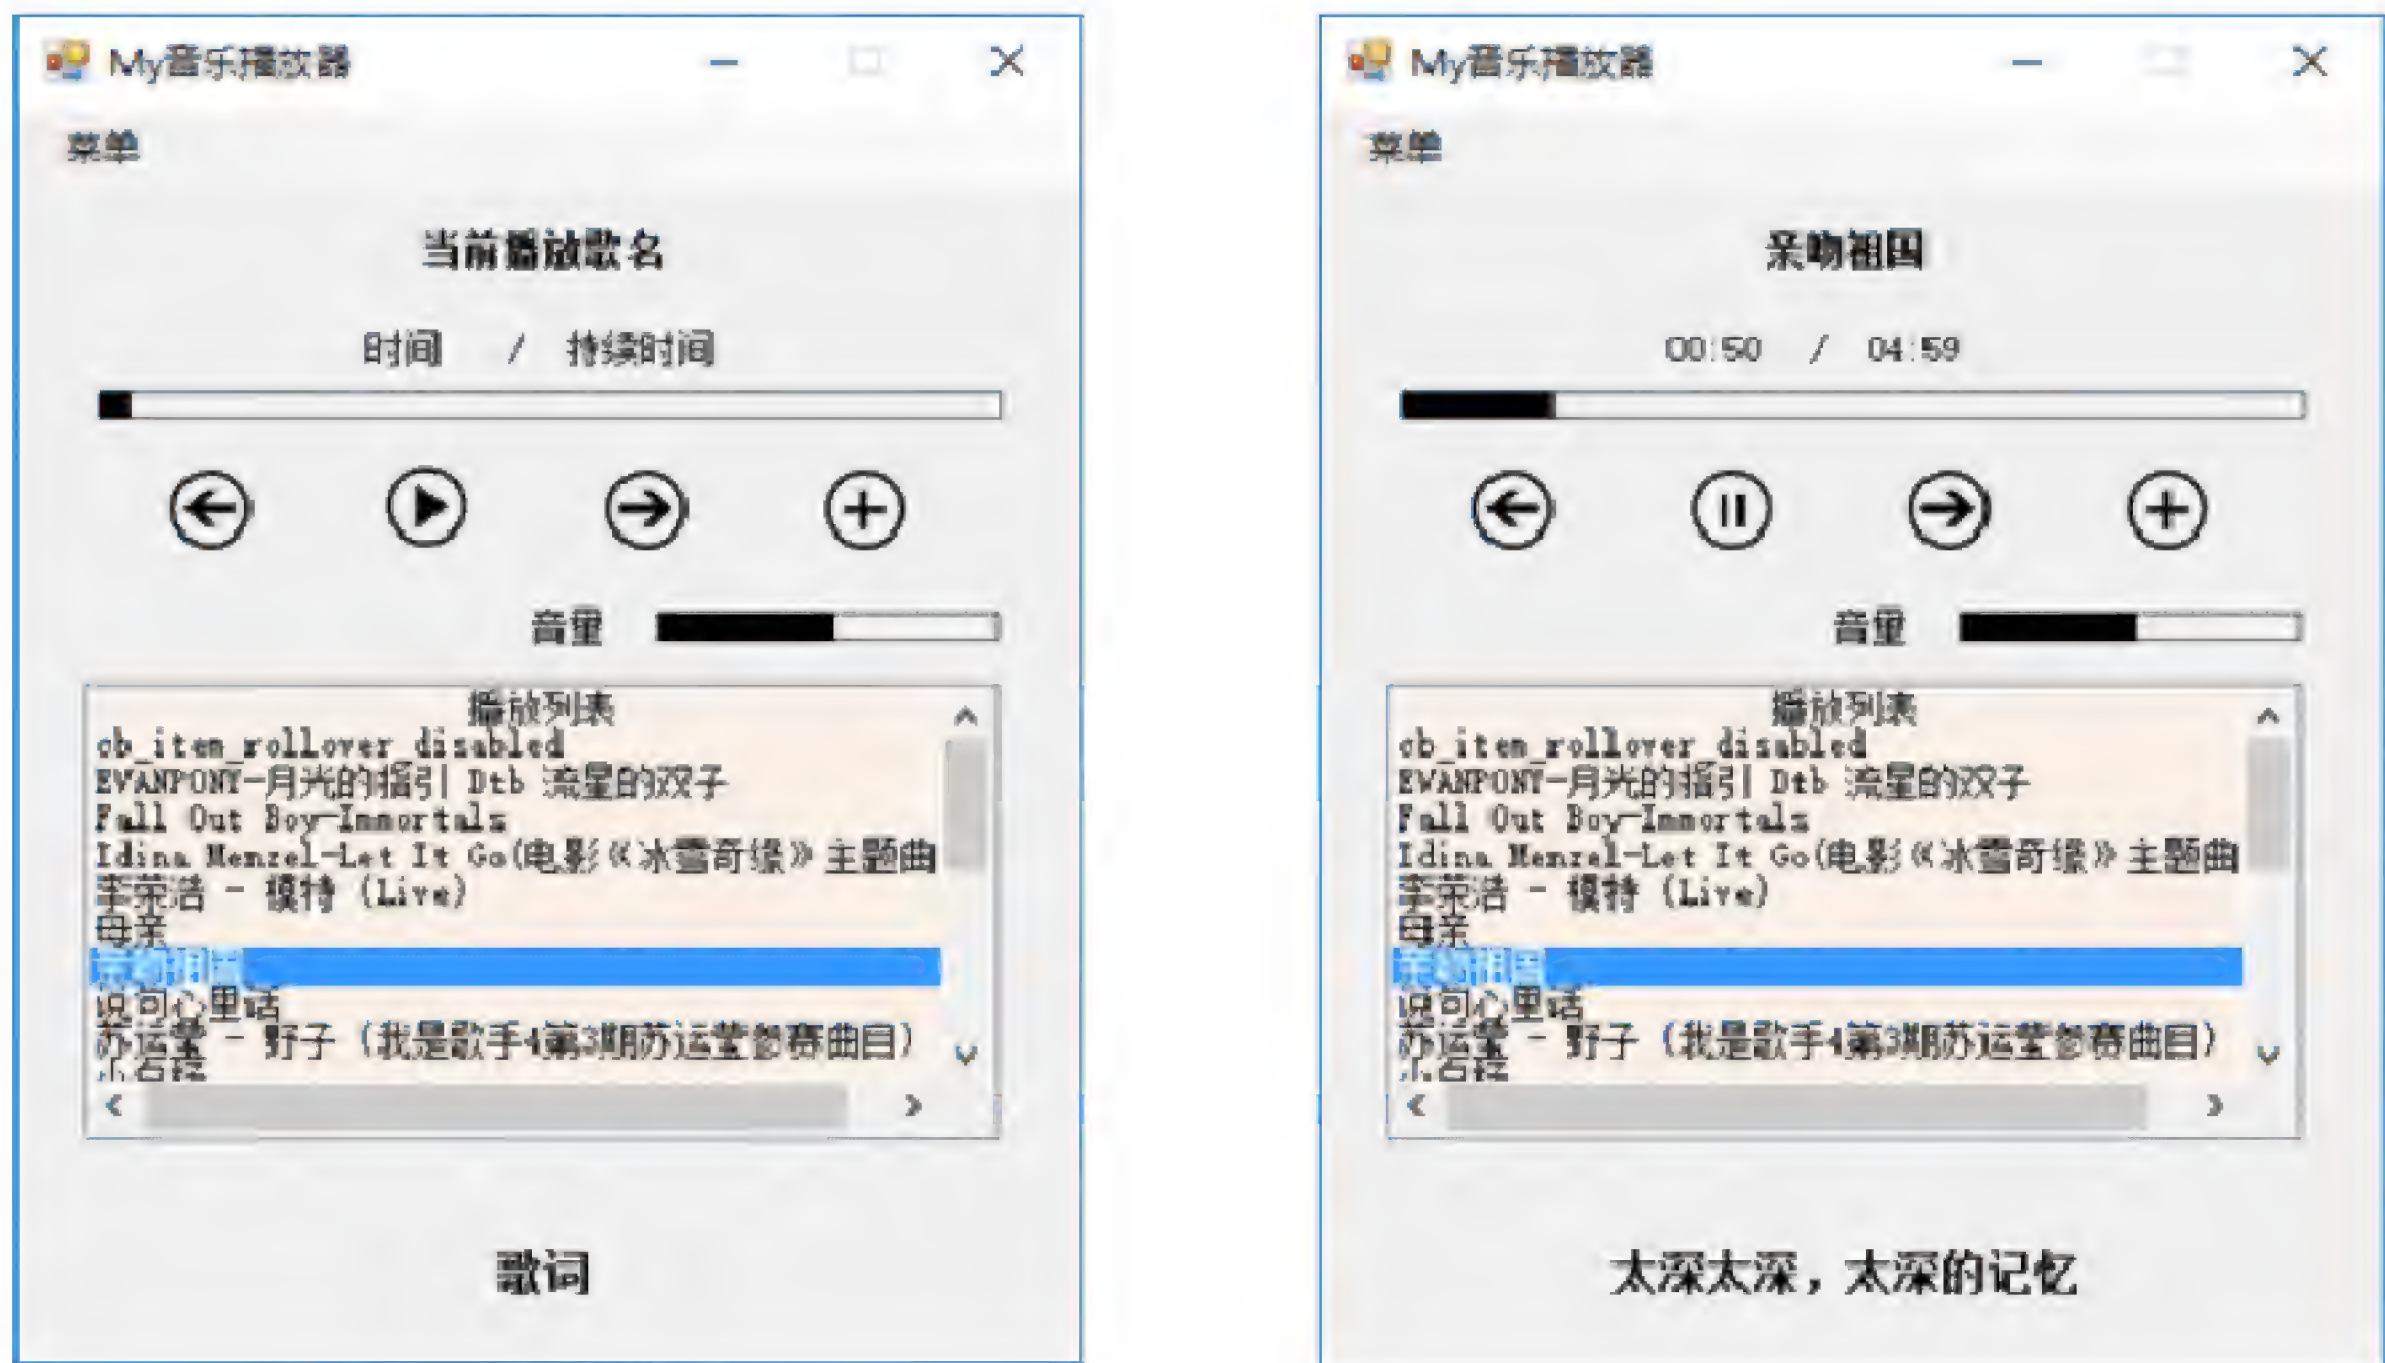 My音乐播放器
菜单
当前播放歌名
时间 / 持续时间
音量
播放列表
cb_item_rollover_disabled
EVANPONY-月光的指引 Dtb 流星的双子
Fall Out Boy-Immortals
Idina Menzel-Let It Go(电影《冰雪奇缘》主题曲
李荣浩 - 模特 (Live)
母亲
亲吻祖国
说句心里话
苏运莹 - 野子 (我是歌手4第3期苏运莹参赛曲目)
歌词
My音乐播放器
菜单
亲吻祖国
00:50 / 04:59
音量
播放列表
cb_item_rollover_disabled
EVANPONY-月光的指引 Dtb 流星的双子
Fall Out Boy-Immortals
Idina Menzel-Let It Go(电影《冰雪奇缘》主题曲
李荣浩 - 模特 (Live)
母亲
亲吻祖国
说句心里话
苏运莹 - 野子 (我是歌手4第3期苏运莹参赛曲目)
太深太深，太深的记忆